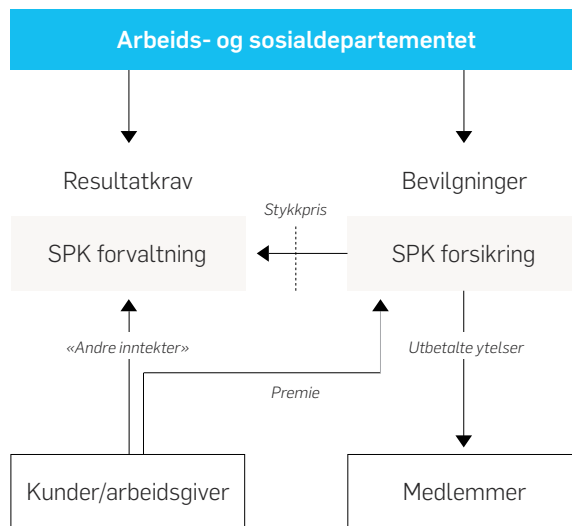 Arbeids- og sosialdepartementet
Resultatkrav
Bevilgninger
Stykkpris
SPK forvaltning
SPK forsikring
«Andre inntekter»
Utbetalte ytelser
Premie
Kunder/arbeidsgiver
Medlemmer